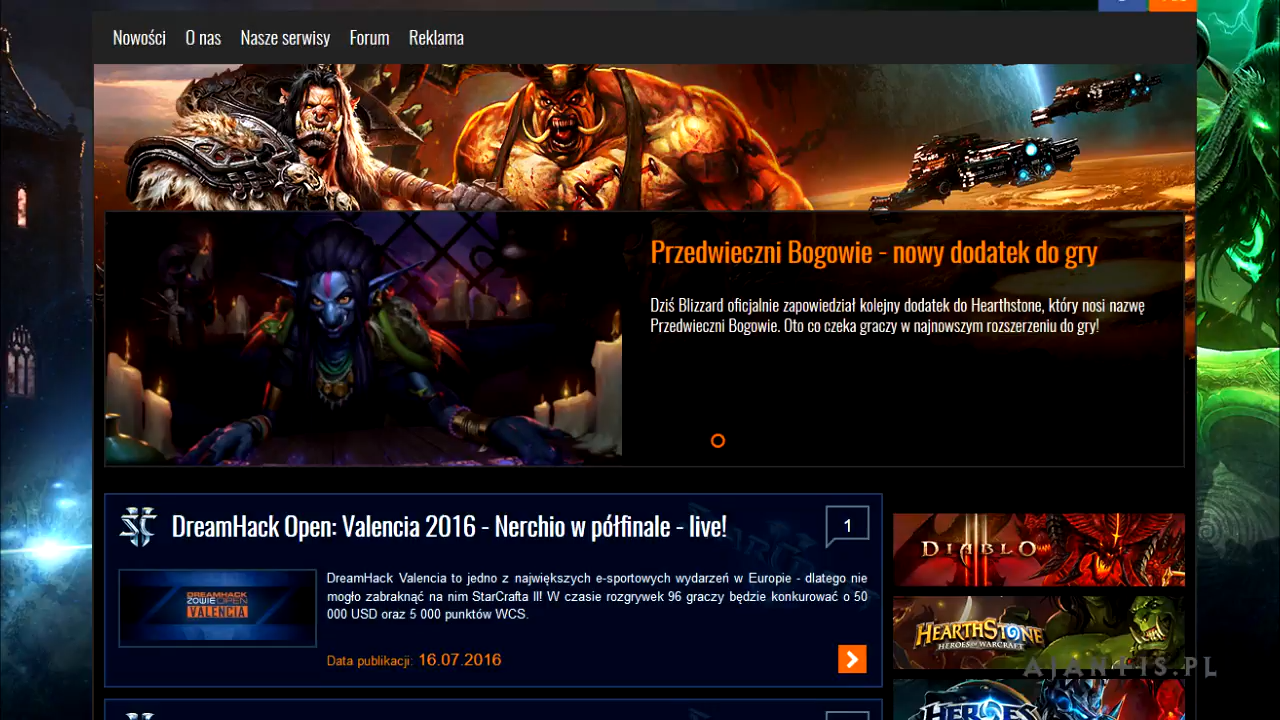 Nowości O nas Nasze serwisy Forum Reklama
Przedwieczni Bogowie - nowy dodatek do gry
Dziś Blizzard oficjalnie zapowiedział kolejny dodatek do Hearthstone, który nosi nazwę
Przedwieczni Bogowie. Oto co czeka graczy w najnowszym rozszerzeniu do gry!
SC
DreamHack Open: Valencia 2016 - Nerchio w półfinale - live!
1
DREAMHACK
ZOWIE OPEN
VALENCIA
DreamHack Valencia to jedno z największych e-sportowych wydarzeń w Europie - dlatego nie
mogło zabraknąć na nim StarCrafta II! W czasie rozgrywek 96 graczy będzie konkurować o 50
000 USD oraz 5 000 punktów WCS.
Data publikacji: 16.07.2016
DIABLO
HEARTHSTONE
HEROES OF WARCRAFT
AJANTIS.PL
HEROES